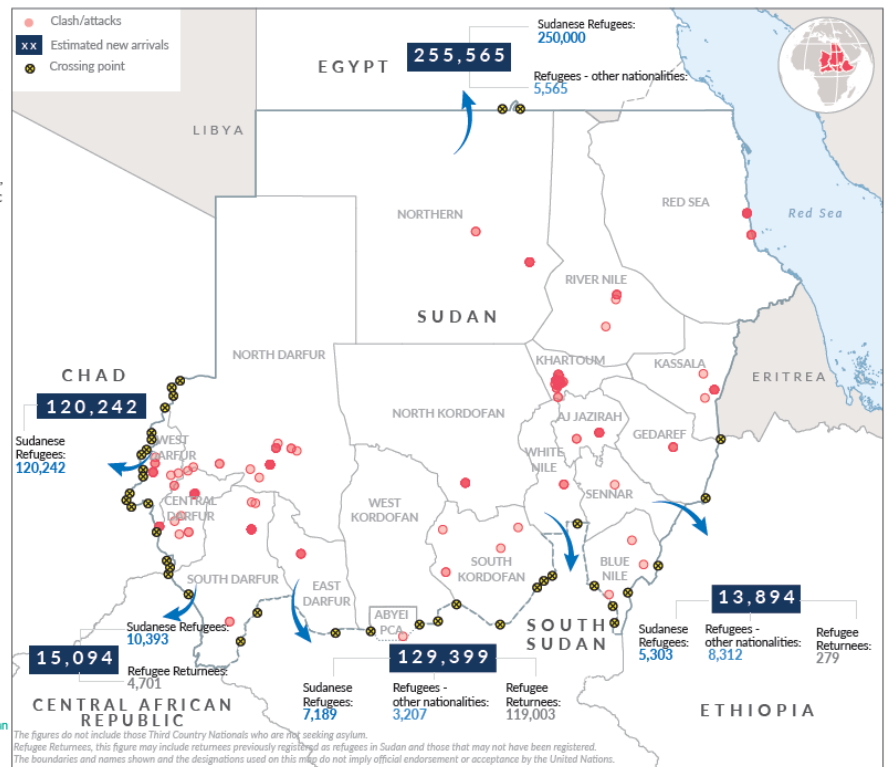 Clash/attacks
xx Estimated new arrivals
Crossing point
EGYPT
255,565
Sudanese Refugees:
250,000
Refugees - other nationalities:
5,565
LIBYA
Red Sea
NORTHERN
RED SEA
RIVER NILE
SUDAN
NORTH DARFUR
KHARTOUM
KASSALA
ERITREA
CHAD
120,242
Sudanese
Refugees:
120,242
NORTH KORDOFAN
AJ JAZIRAH
GEDAREF
WEST
DARFUR
WHITE
NILE
SENNAR
CENTRAL
DARFUR
WEST
KORDOFAN
SOUTH
KORDOFAN
BLUE
NILE
SOUTH DARFUR
EAST
DARFUR
ABYEI
PCA
SOUTH
SUDAN
15,094
Sudanese Refugees:
10,393
Refugee Returnees:
4,701
CENTRAL AFRICAN
REPUBLIC
129,399
Sudanese
Refugees:
7,189
Refugees -
other nationalities:
3,207
Refugee
Returnees:
119,003
13,894
Sudanese
Refugees:
5,303
Refugees -
other nationalities:
8,312
Refugee
Returnees:
279
ETHIOPIA
The figures do not include those Third Country Nationals who are not seeking asylum.
Refugee Returnees, this figure may include returnees previously registered as refugees in Sudan and those that may not have been registered.
The boundaries and names shown and the designations used on this map do not imply official endorsement or acceptance by the United Nations.